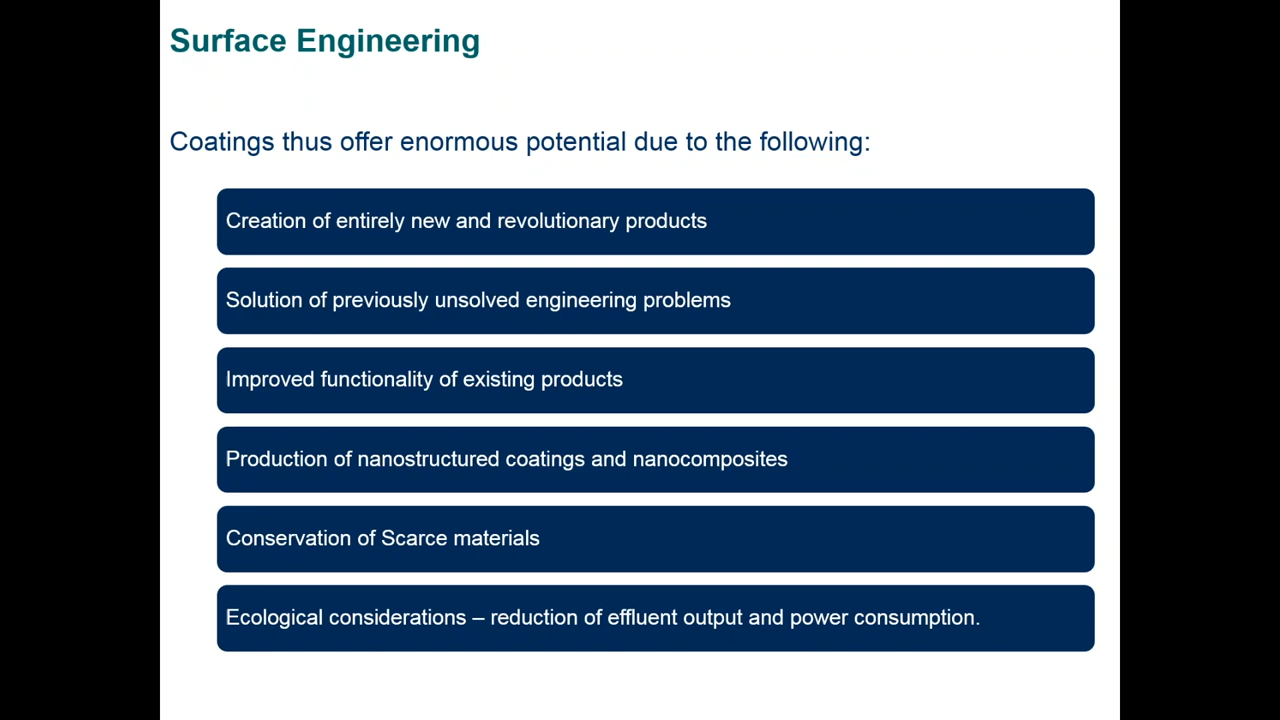 Surface Engineering
Coatings thus offer enormous potential due to the following:
Creation of entirely new and revolutionary products
Solution of previously unsolved engineering problems
Improved functionality of existing products
Production of nanostructured coatings and nanocomposites
Conservation of Scarce materials
Ecological considerations – reduction of effluent output and power consumption.